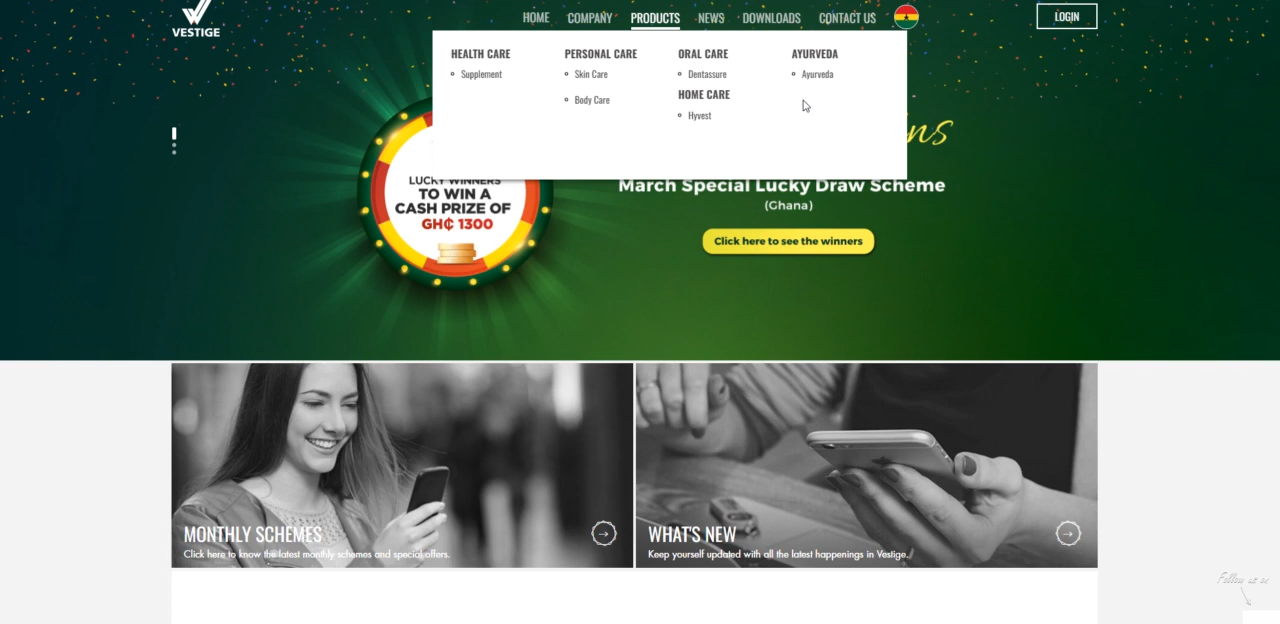 VESTIGE
HOME COMPANY PRODUCTS NEWS DOWNLOADS CONTACT US LOGIN
HEALTH CARE
Supplement
PERSONAL CARE
Skin Care
Body Care
ORAL CARE
Dentassure
HOME CARE
Hyvest
AYURVEDA
Ayurveda
LUCKY WINNERS
TO WIN A
CASH PRIZE OF
GH₵ 1300
March Special Lucky Draw Scheme
(Ghana)
Click here to see the winners
MONTHLY SCHEMES
Click here to know the latest monthly schemes and special offers.
WHAT'S NEW
Keep yourself updated with all the latest happenings in Vestige.
Follow us on